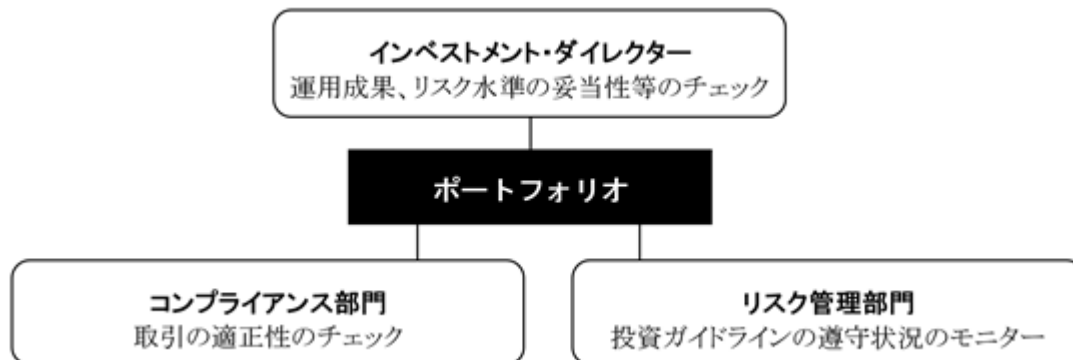 インベストメント・ダイレクター
運用成果、リスク水準の妥当性等のチェック
ポートフォリオ
コンプライアンス部門
取引の適正性のチェック
リスク管理部門
投資ガイドラインの遵守状況のモニター